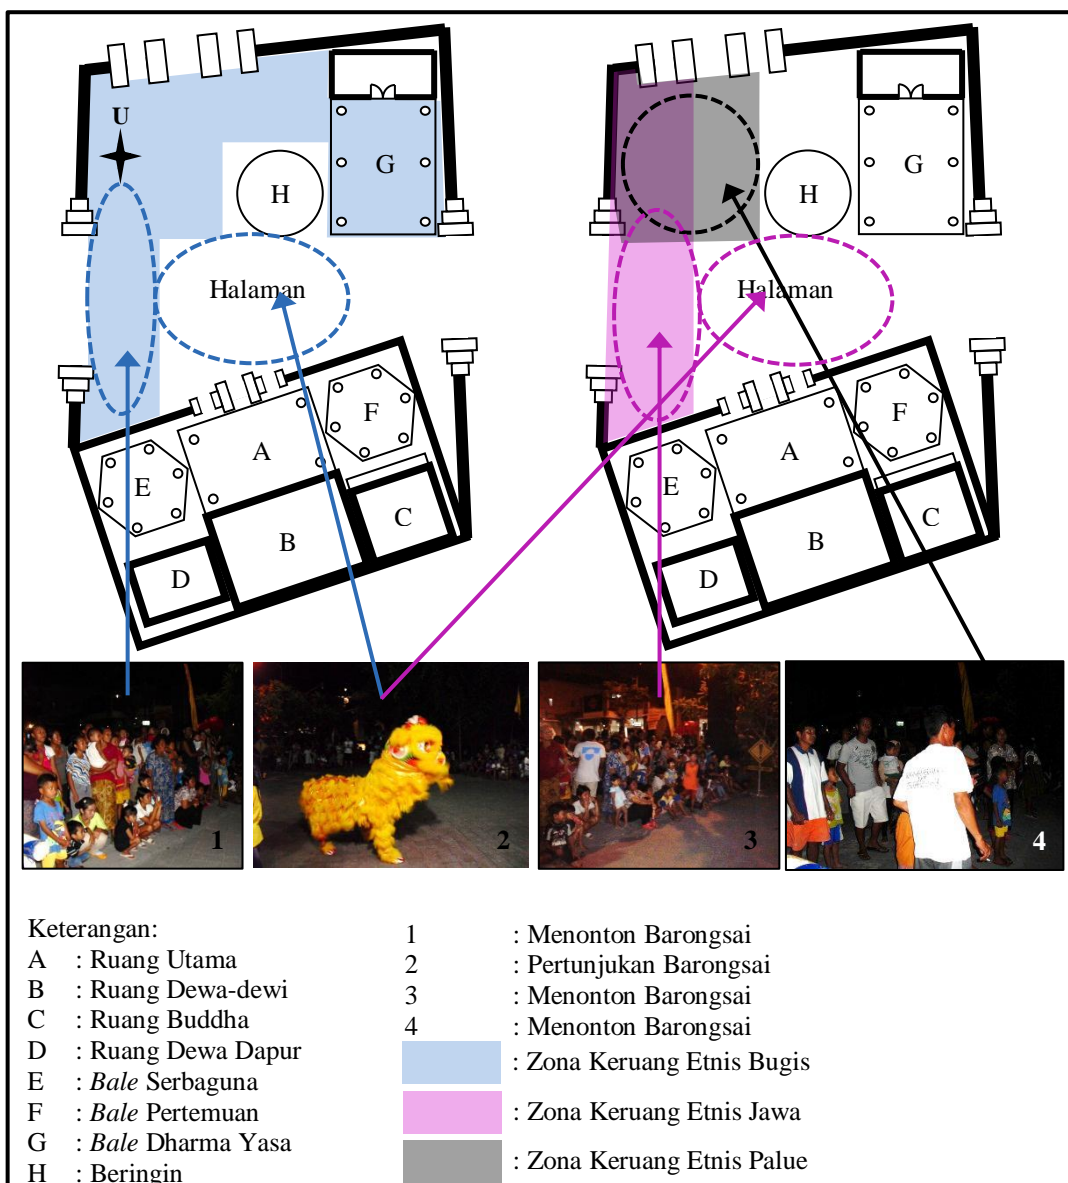 U
G
H
Halaman
F
A
E
C
B
D
G
H
Halaman
F
A
E
C
B
D
1
2
3
4
Keterangan:
A : Ruang Utama
B : Ruang Dewa-dewi
C : Ruang Buddha
D : Ruang Dewa Dapur
E : Bale Serbaguna
F : Bale Pertemuan
G : Bale Dharma Yasa
H : Beringin
1 : Menonton Barongsai
2 : Pertunjukan Barongsai
3 : Menonton Barongsai
4 : Menonton Barongsai
: Zona Keruang Etnis Bugis
: Zona Keruang Etnis Jawa
: Zona Keruang Etnis Palue